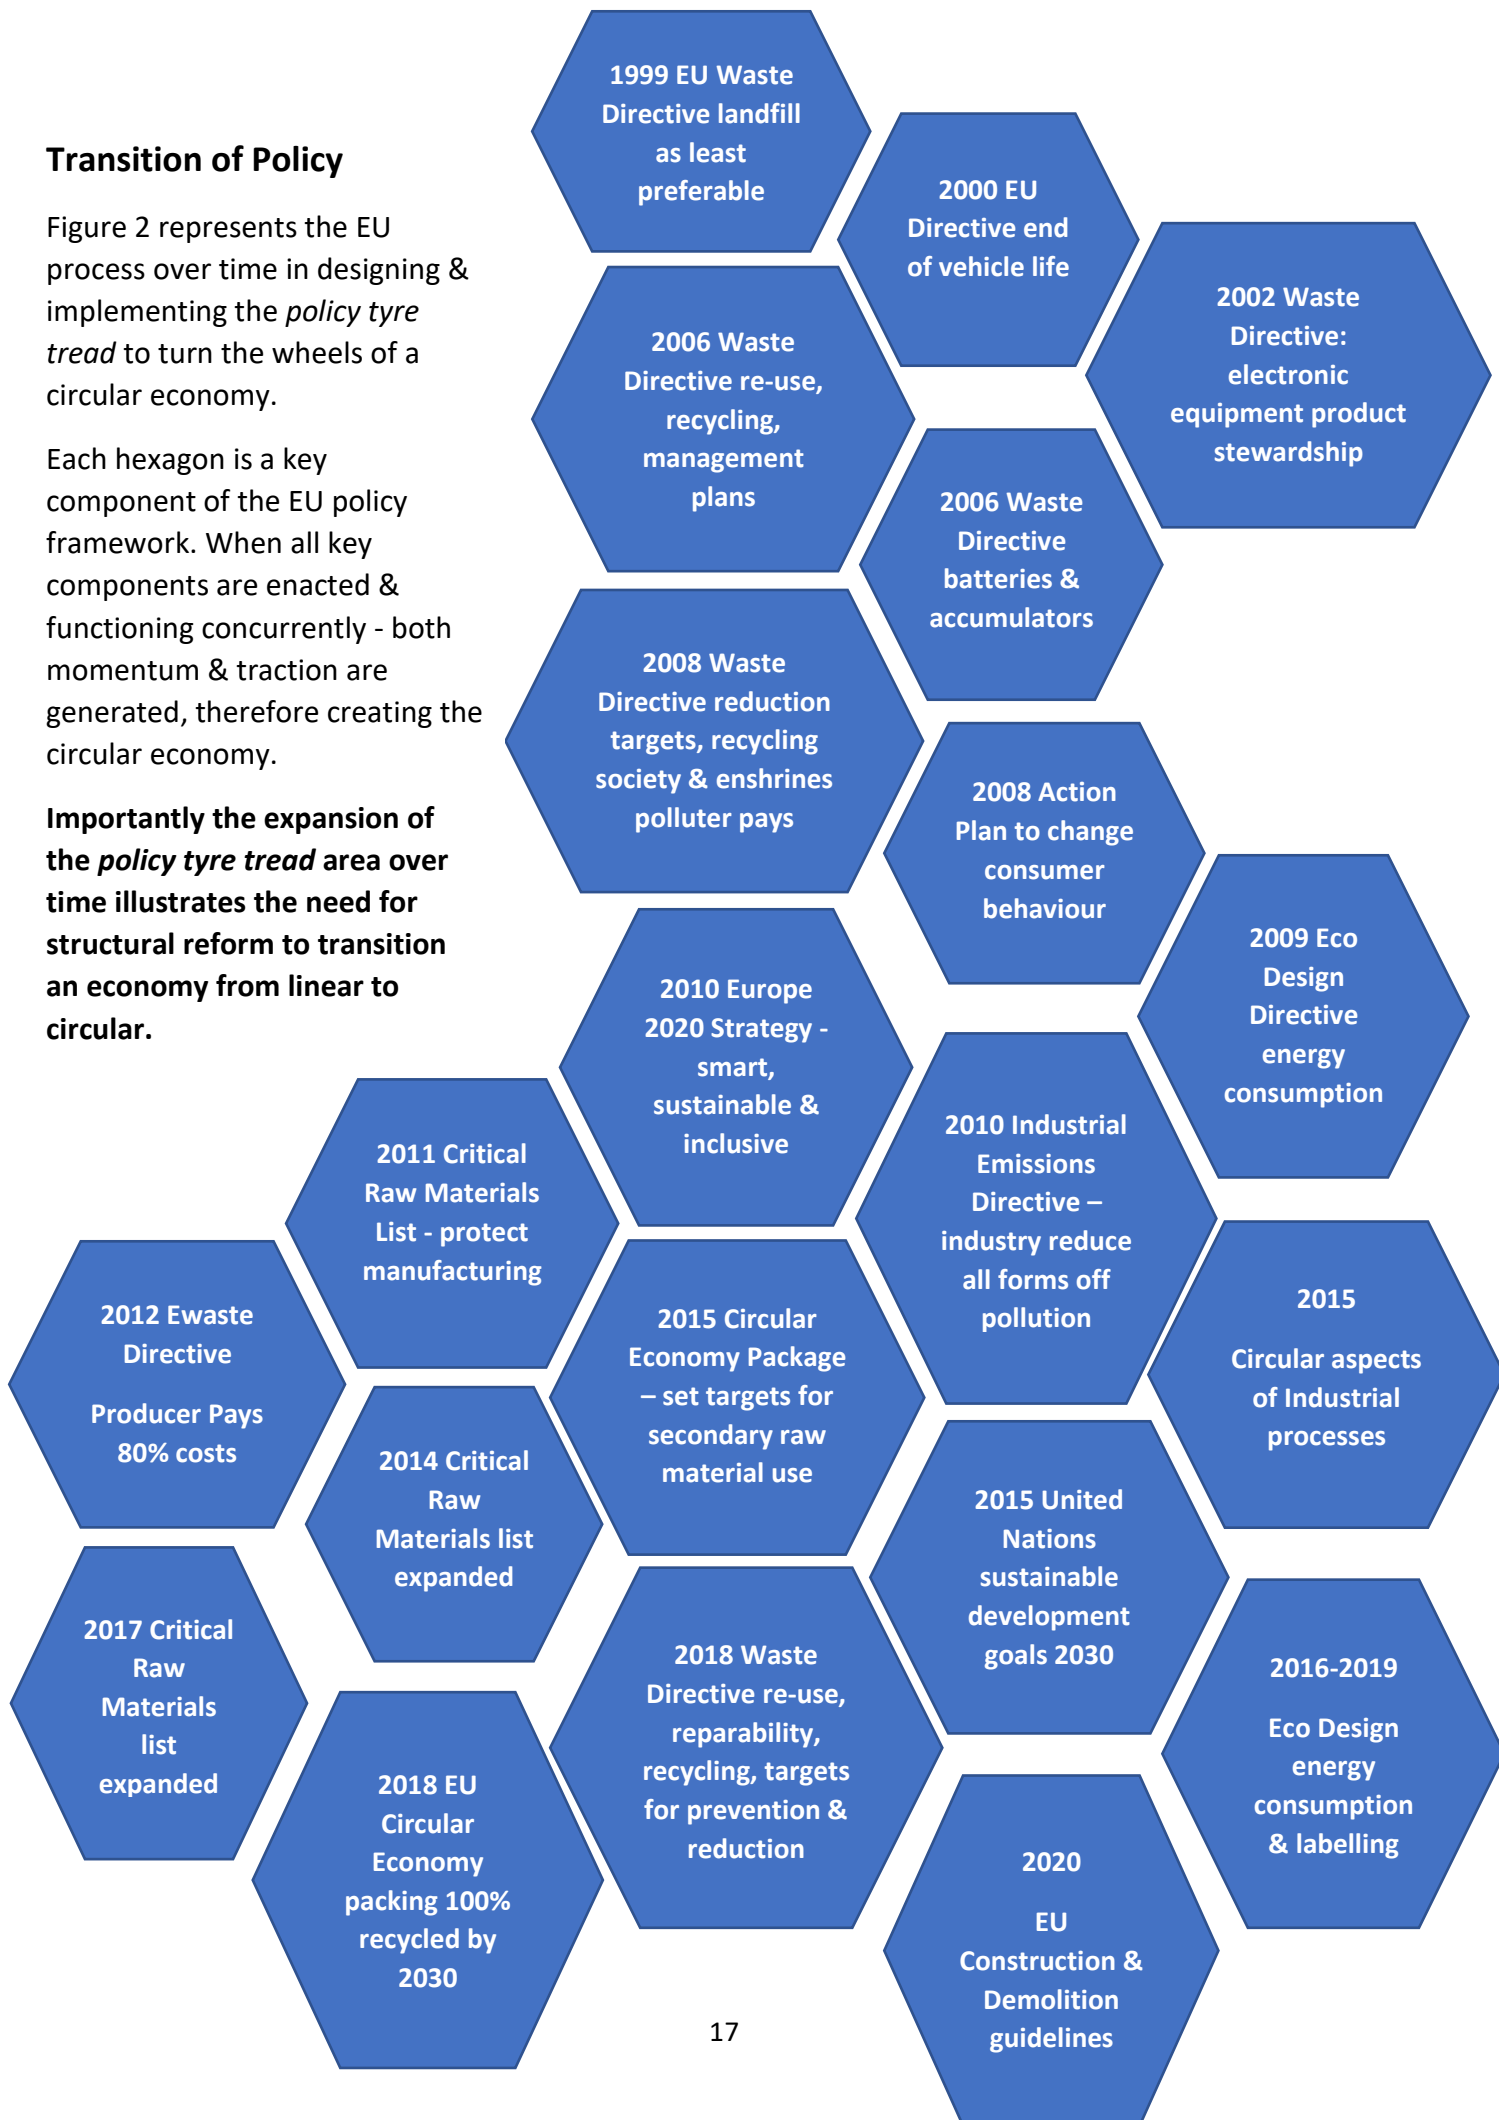 Transition of Policy
Figure 2 represents the EU
process over time in designing &
implementing the policy tyre
tread to turn the wheels of a
circular economy.
Each hexagon is a key
component of the EU policy
framework. When all key
components are enacted &
functioning concurrently - both
momentum & traction are
generated, therefore creating the
circular economy.
Importantly the expansion of
the policy tyre tread area over
time illustrates the need for
structural reform to transition
an economy from linear to
circular.
1999 EU Waste
Directive landfill
as least
preferable
2000 EU
Directive end
of vehicle life
2002 Waste
Directive:
electronic
equipment product
stewardship
2006 Waste
Directive re-use,
recycling,
management
plans
2006 Waste
Directive
batteries &
accumulators
2008 Waste
Directive reduction
targets, recycling
society & enshrines
polluter pays
2008 Action
Plan to change
consumer
behaviour
2009 Eco
Design
Directive
energy
consumption
2010 Europe
2020 Strategy -
smart,
sustainable &
inclusive
2010 Industrial
Emissions
Directive –
industry reduce
all forms off
pollution
2011 Critical
Raw Materials
List - protect
manufacturing
2012 Ewaste
Directive
Producer Pays
80% costs
2015 Circular
Economy Package
– set targets for
secondary raw
material use
2015
Circular aspects
of Industrial
processes
2014 Critical
Raw
Materials list
expanded
2015 United
Nations
sustainable
development
goals 2030
2017 Critical
Raw
Materials
list
expanded
2018 Waste
Directive re-use,
reparability,
recycling, targets
for prevention &
reduction
2016-2019
Eco Design
energy
consumption
& labelling
2018 EU
Circular
Economy
packing 100%
recycled by
2030
2020
EU
Construction &
Demolition
guidelines
17